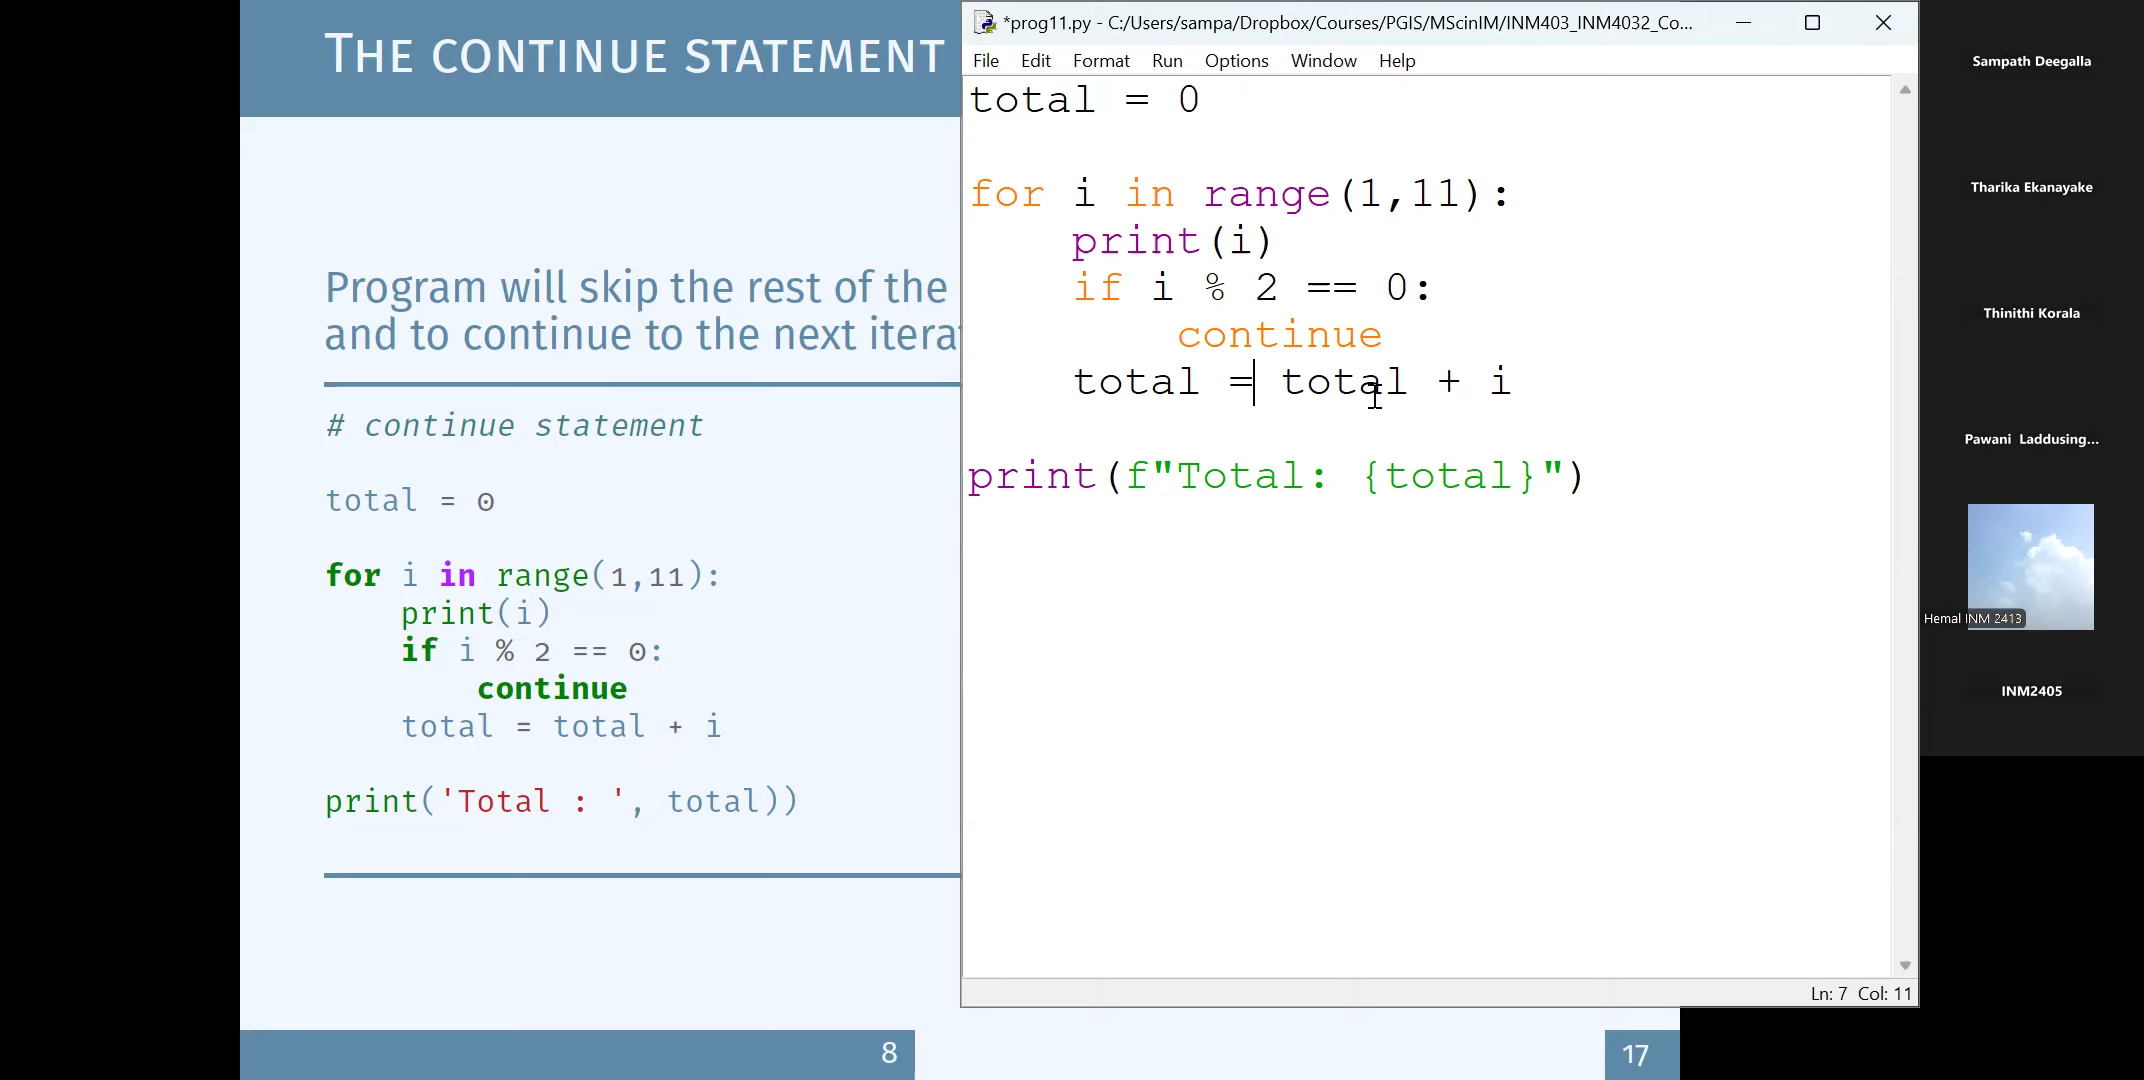 THE CONTINUE STATEMENT
Program will skip the rest of the
and to continue to the next itera
# continue statement
total = 0
for i in range(1,11):
print(i)
if i % 2 == 0:
continue
total = total + i
print('Total : ', total))
8
17
*prog11.py - C:/Users/sampa/Dropbox/Courses/PGIS/MScinIM/INM403_INM4032_Co...
File Edit Format Run Options Window Help
total = 0
for i in range(1,11):
print(i)
if i % 2 == 0:
continue
total = total + i
print(f"Total: {total}")
Ln: 7 Col: 11
Sampath Deegalla
Tharika Ekanayake
Thinithi Korala
Pawani Laddusing...
Hemal INM 2413
INM2405